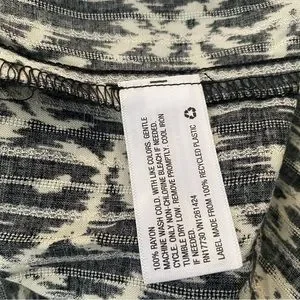 100% RAYON
MACHINE WASH COLD, WITH LIKE COLORS, GENTLE
CYCLE. ONLY NON-CHLORINE BLEACH IF NEEDED.
TUMBLE DRY LOW. REMOVE PROMPTLY. COOL IRON
IF NEEDED.
RN17730 VN1281424
LABEL MADE FROM 100% RECYCLED PLASTIC